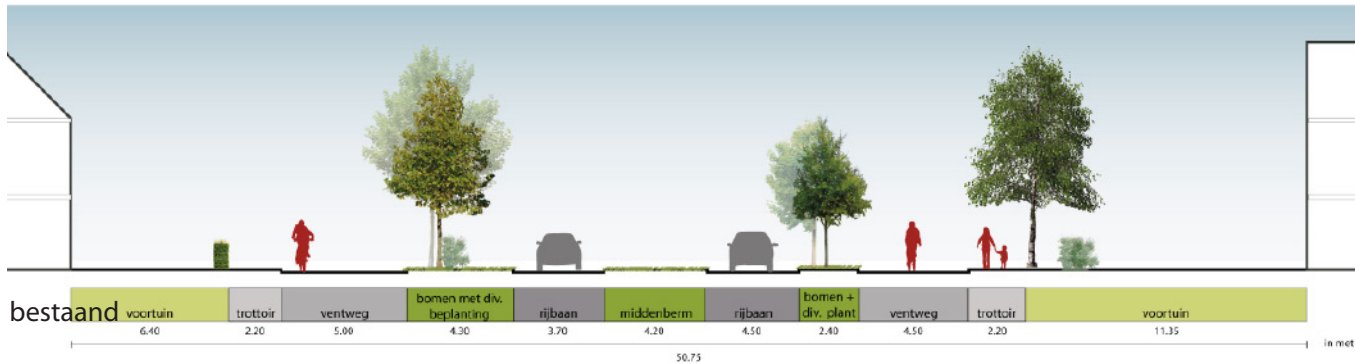 bestaand
voortuin
6.40
trottoir
2.20
ventweg
5.00
bomen met div.
beplanting
4.30
rijbaan
3.70
middenberm
4.20
rijbaan
4.50
bomen +
div. plant
2.40
ventweg
4.50
trottoir
2.20
voortuin
11.35
50.75
in met